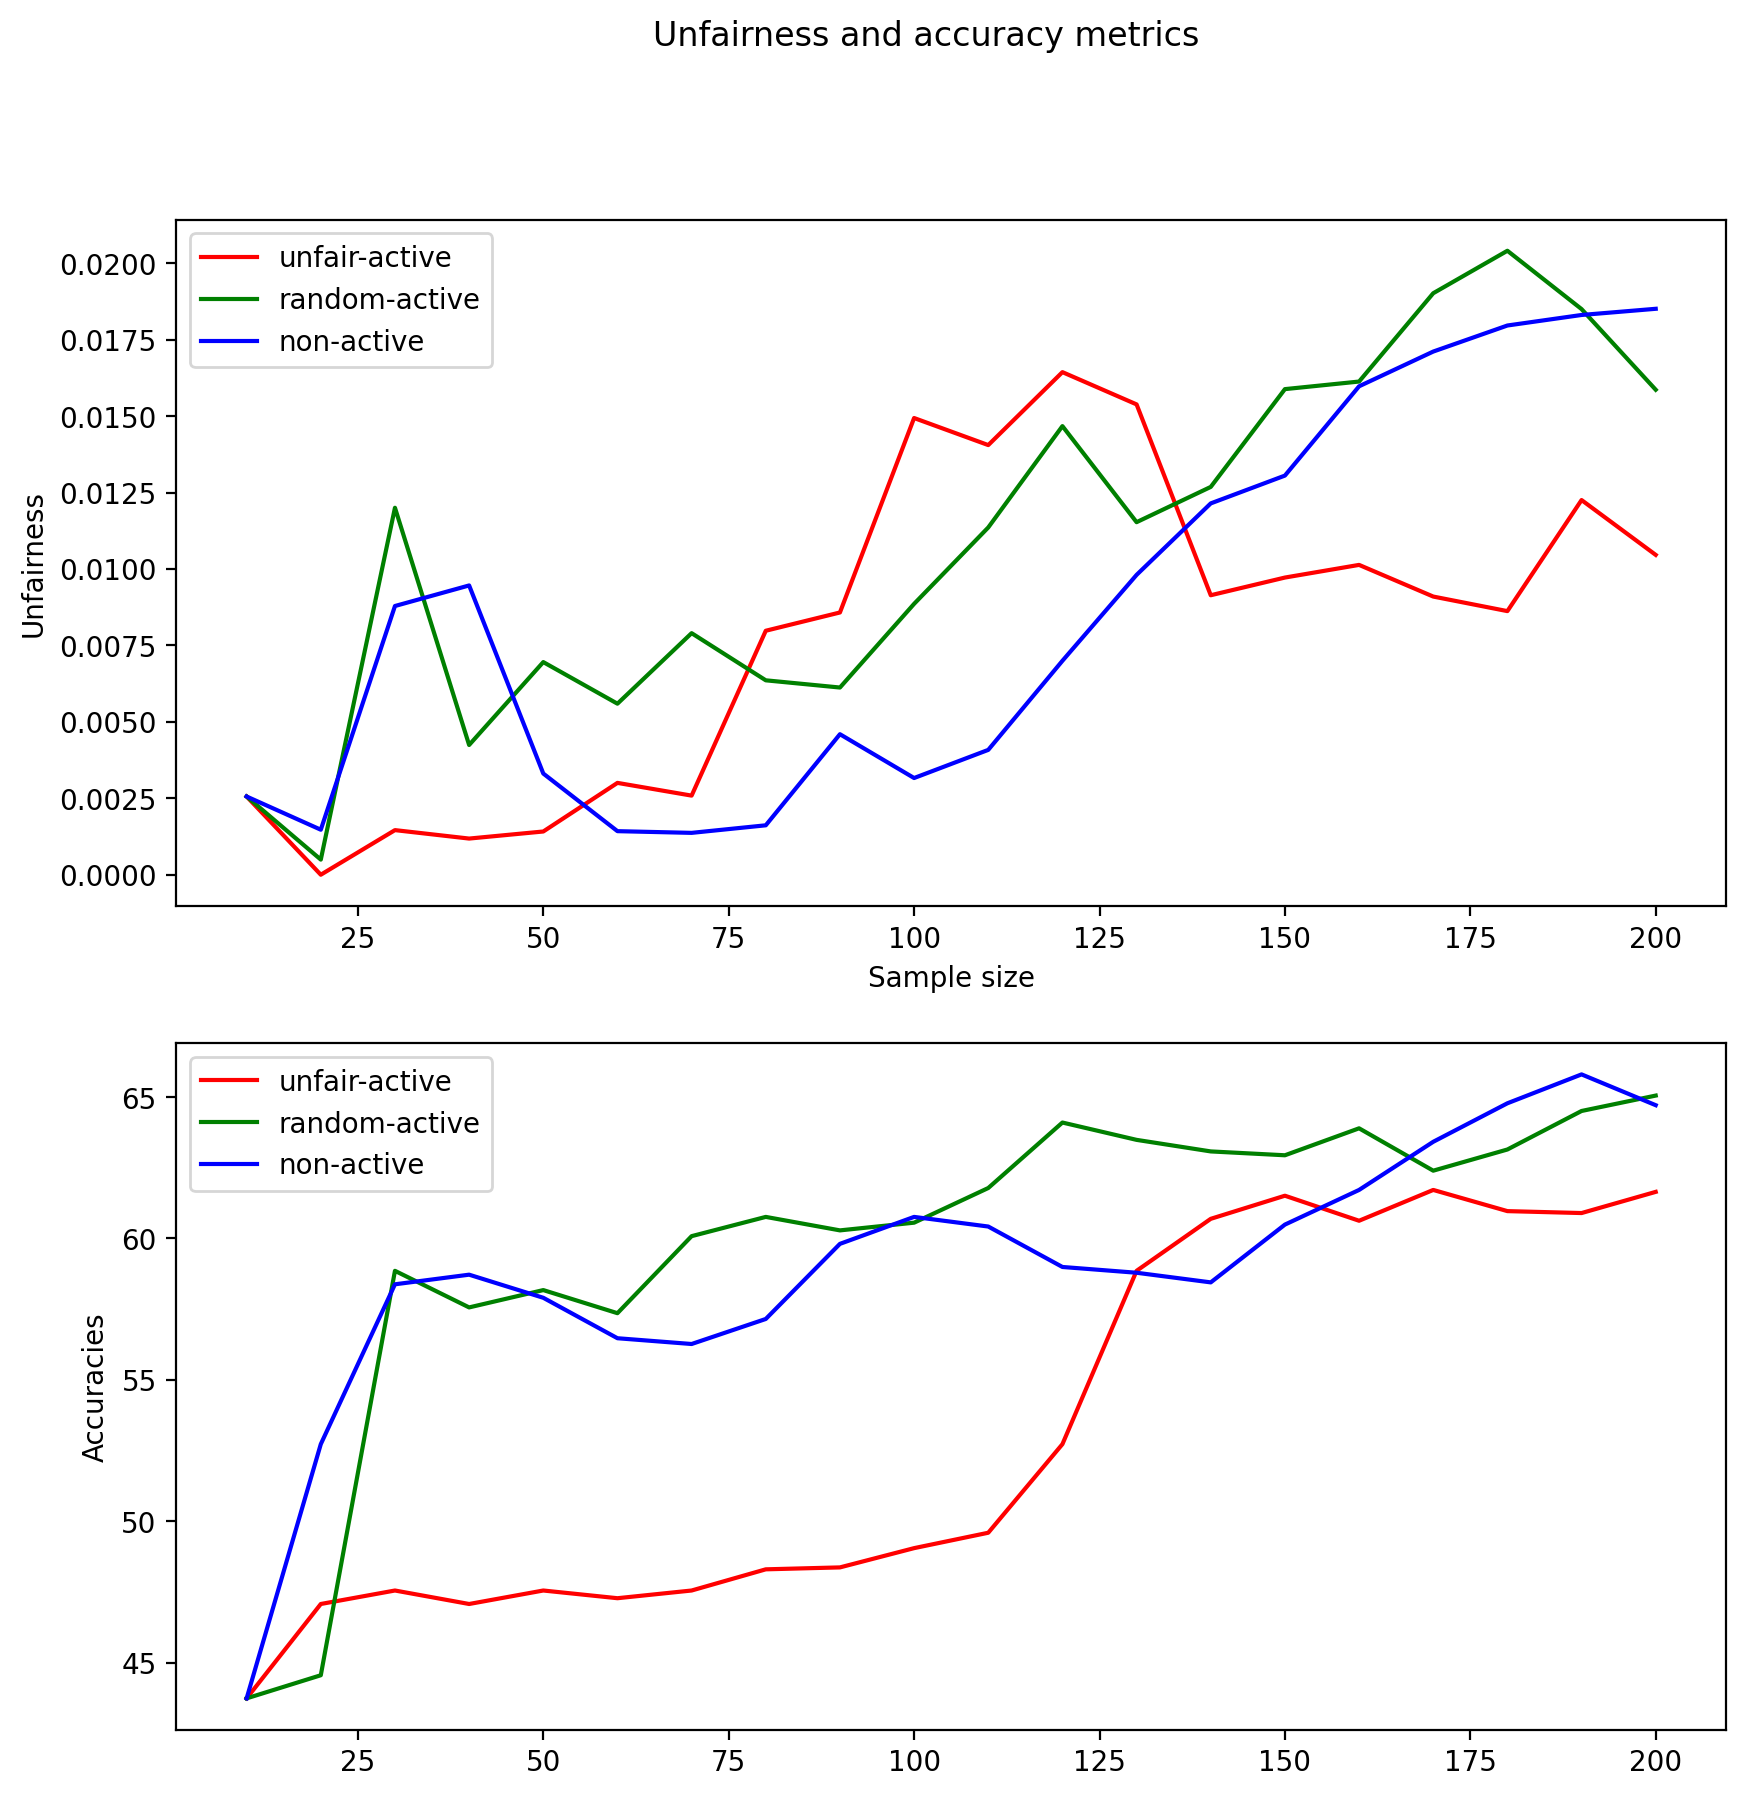 Unfairness and accuracy metrics
unfair-active
random-active
non-active
0.0200
0.0175
0.0150
0.0125
0.0100
0.0075
0.0050
0.0025
0.0000
Unfairness
25 50 75 100 125 150 175 200
Sample size
unfair-active
random-active
non-active
65
60
55
50
45
Accuracies
25 50 75 100 125 150 175 200